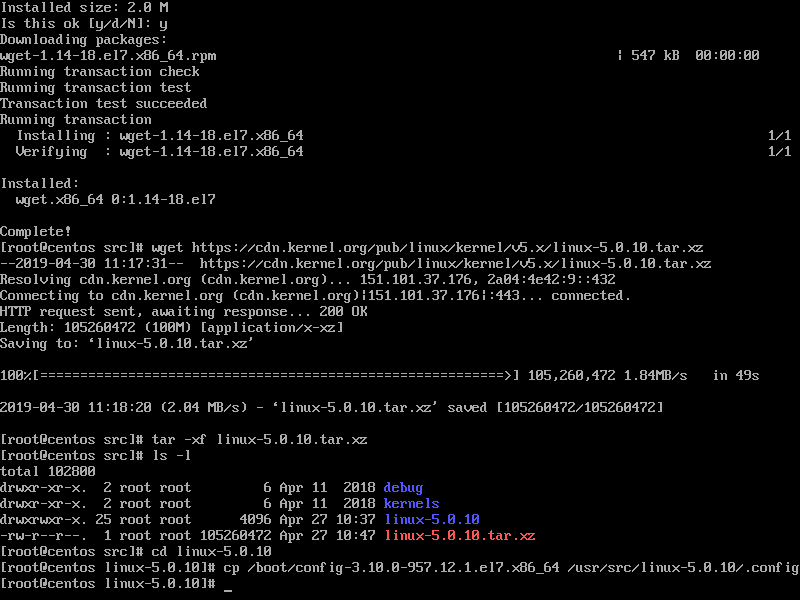 Installed size: 2.0 M
Is this ok [y/d/N]: y
Downloading packages:
wget-1.14-18.el7.x86_64.rpm                                                  | 547 kB  00:00:00
Running transaction check
Running transaction test
Transaction test succeeded
Running transaction
  Installing : wget-1.14-18.el7.x86_64                                                          1/1
  Verifying  : wget-1.14-18.el7.x86_64                                                          1/1
Installed:
  wget.x86_64 0:1.14-18.el7
Complete!
[root@centos src]# wget https://cdn.kernel.org/pub/linux/kernel/v5.x/linux-5.0.10.tar.xz
--2019-04-30 11:17:31--  https://cdn.kernel.org/pub/linux/kernel/v5.x/linux-5.0.10.tar.xz
Resolving cdn.kernel.org (cdn.kernel.org)... 151.101.37.176, 2a04:4e42:9::432
Connecting to cdn.kernel.org (cdn.kernel.org)|151.101.37.176|:443... connected.
HTTP request sent, awaiting response... 200 OK
Length: 105260472 (100M) [application/x-xz]
Saving to: ‘linux-5.0.10.tar.xz’
100%[==========================================================>] 105,260,472 1.84MB/s   in 49s
2019-04-30 11:18:20 (2.04 MB/s) - ‘linux-5.0.10.tar.xz’ saved [105260472/105260472]
[root@centos src]# tar -xf linux-5.0.10.tar.xz
[root@centos src]# ls -l
total 102800
drwxr-xr-x.  2 root root         6 Apr 11  2018 debug
drwxr-xr-x.  2 root root         6 Apr 11  2018 kernels
drwxrwxr-x. 25 root root      4096 Apr 27 10:37 linux-5.0.10
-rw-r--r--.  1 root root 105260472 Apr 27 10:47 linux-5.0.10.tar.xz
[root@centos src]# cd linux-5.0.10
[root@centos linux-5.0.10]# cp /boot/config-3.10.0-957.12.1.el7.x86_64 /usr/src/linux-5.0.10/.config
[root@centos linux-5.0.10]# _